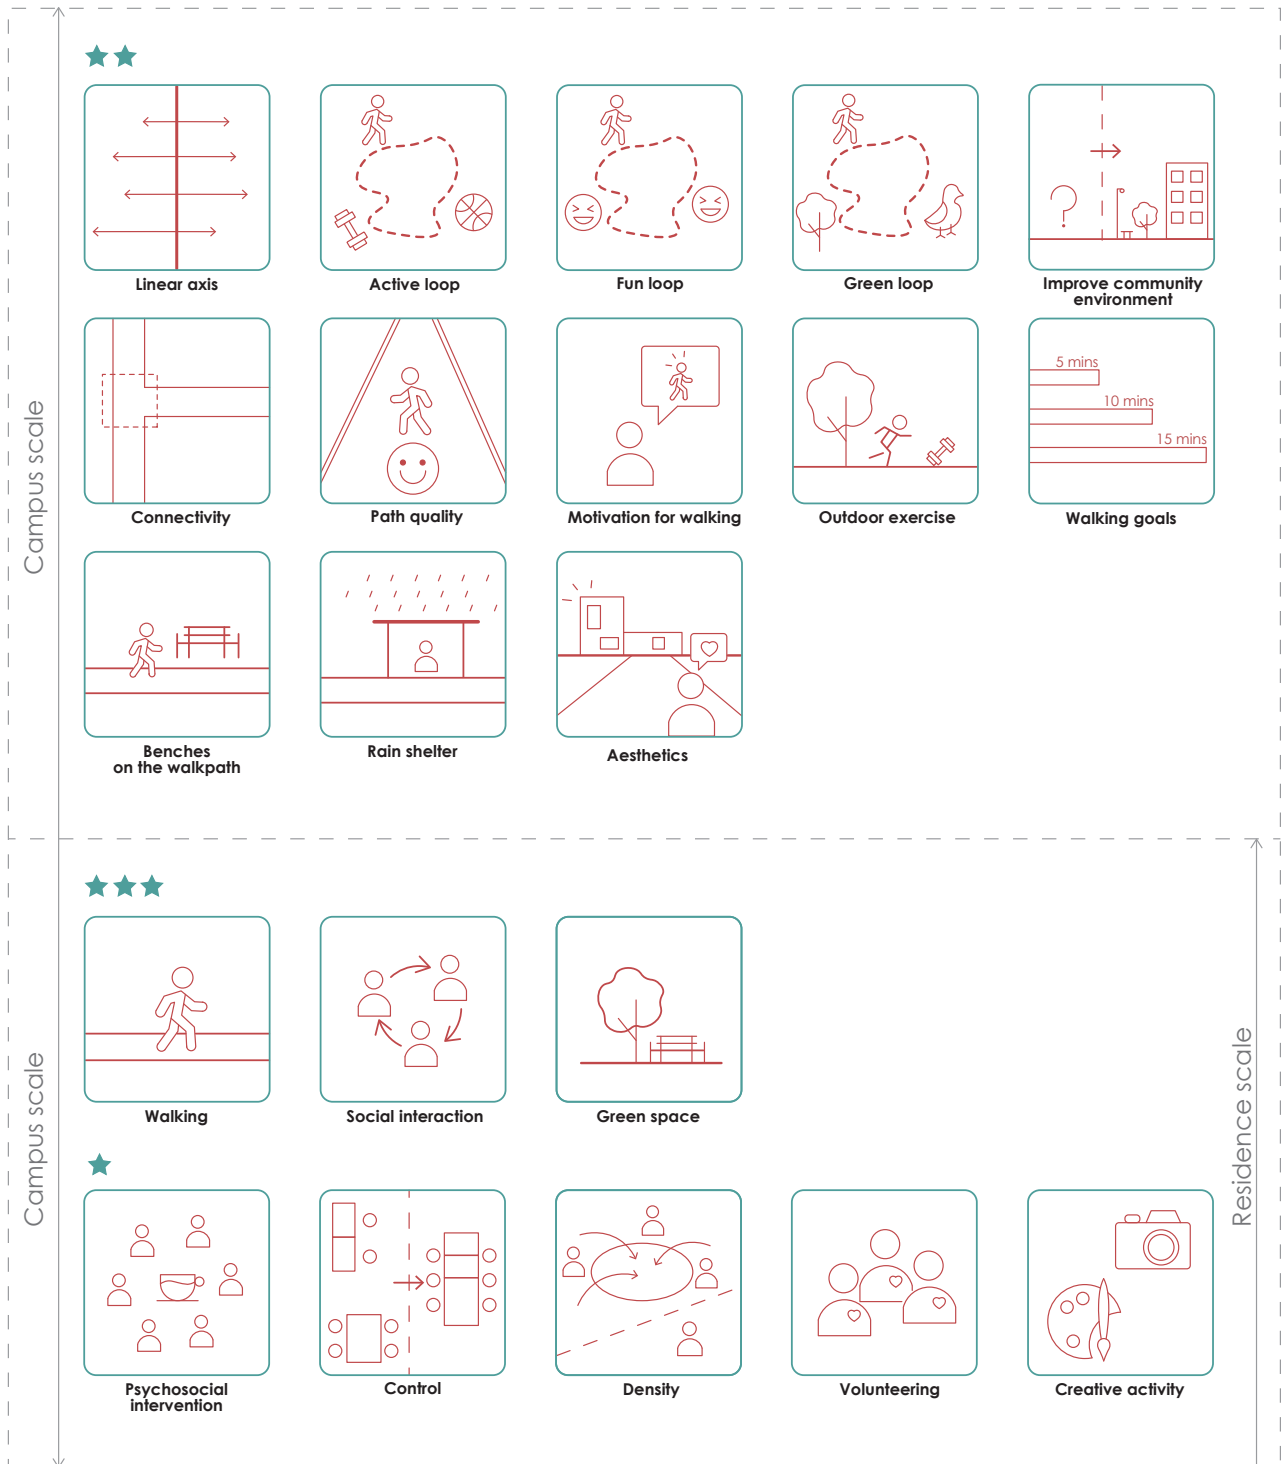 Campus scale
Linear axis
Active loop
Fun loop
Green loop
Improve community
environment
Connectivity
Path quality
Motivation for walking
Outdoor exercise
5 mins
10 mins
15 mins
Walking goals
Benches
on the walkpath
Rain shelter
Aesthetics
Campus scale
Residence scale
Walking
Social interaction
Green space
Psychosocial
intervention
Control
Density
Volunteering
Creative activity